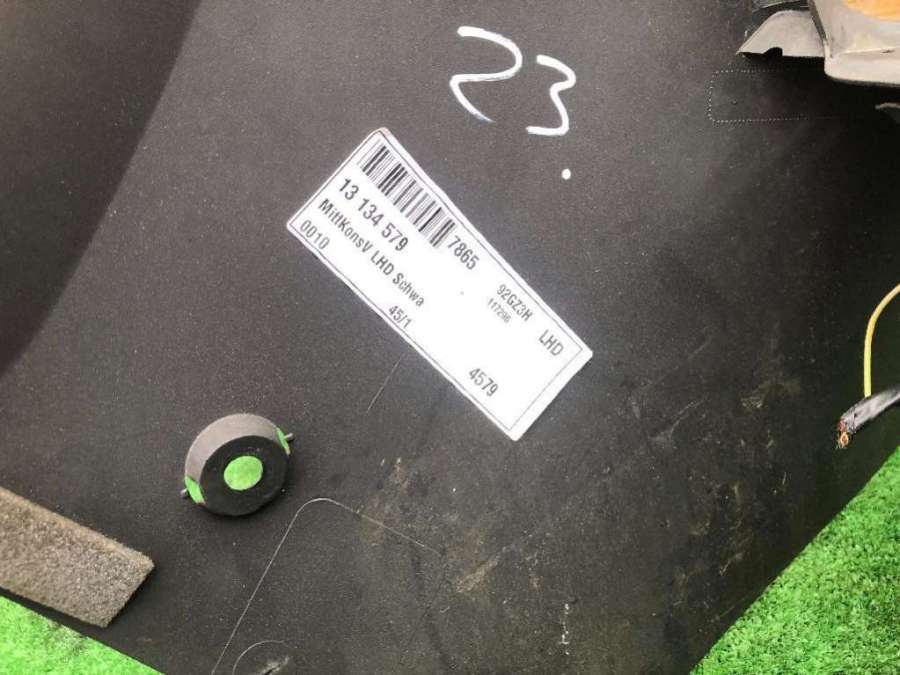 23.
13 134 579 7865
MittKonsV LHD Schwa
0010
45/1
92GZ3H LHD
117296
4579